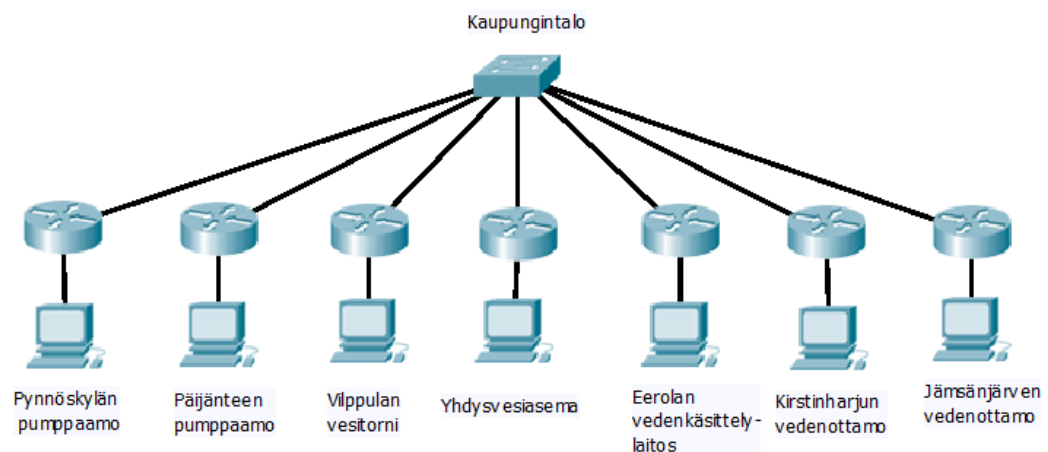 Kaupungintalo
Pynnöskylän
pumppaamo
Päijänteen
pumppaamo
Vilppulan
vesitorni
Yhdysvesiasema
Eerolan
vedenkäsittely-
laitos
Kirstinharjun
vedenottamo
Jämsänjärven
vedenottamo